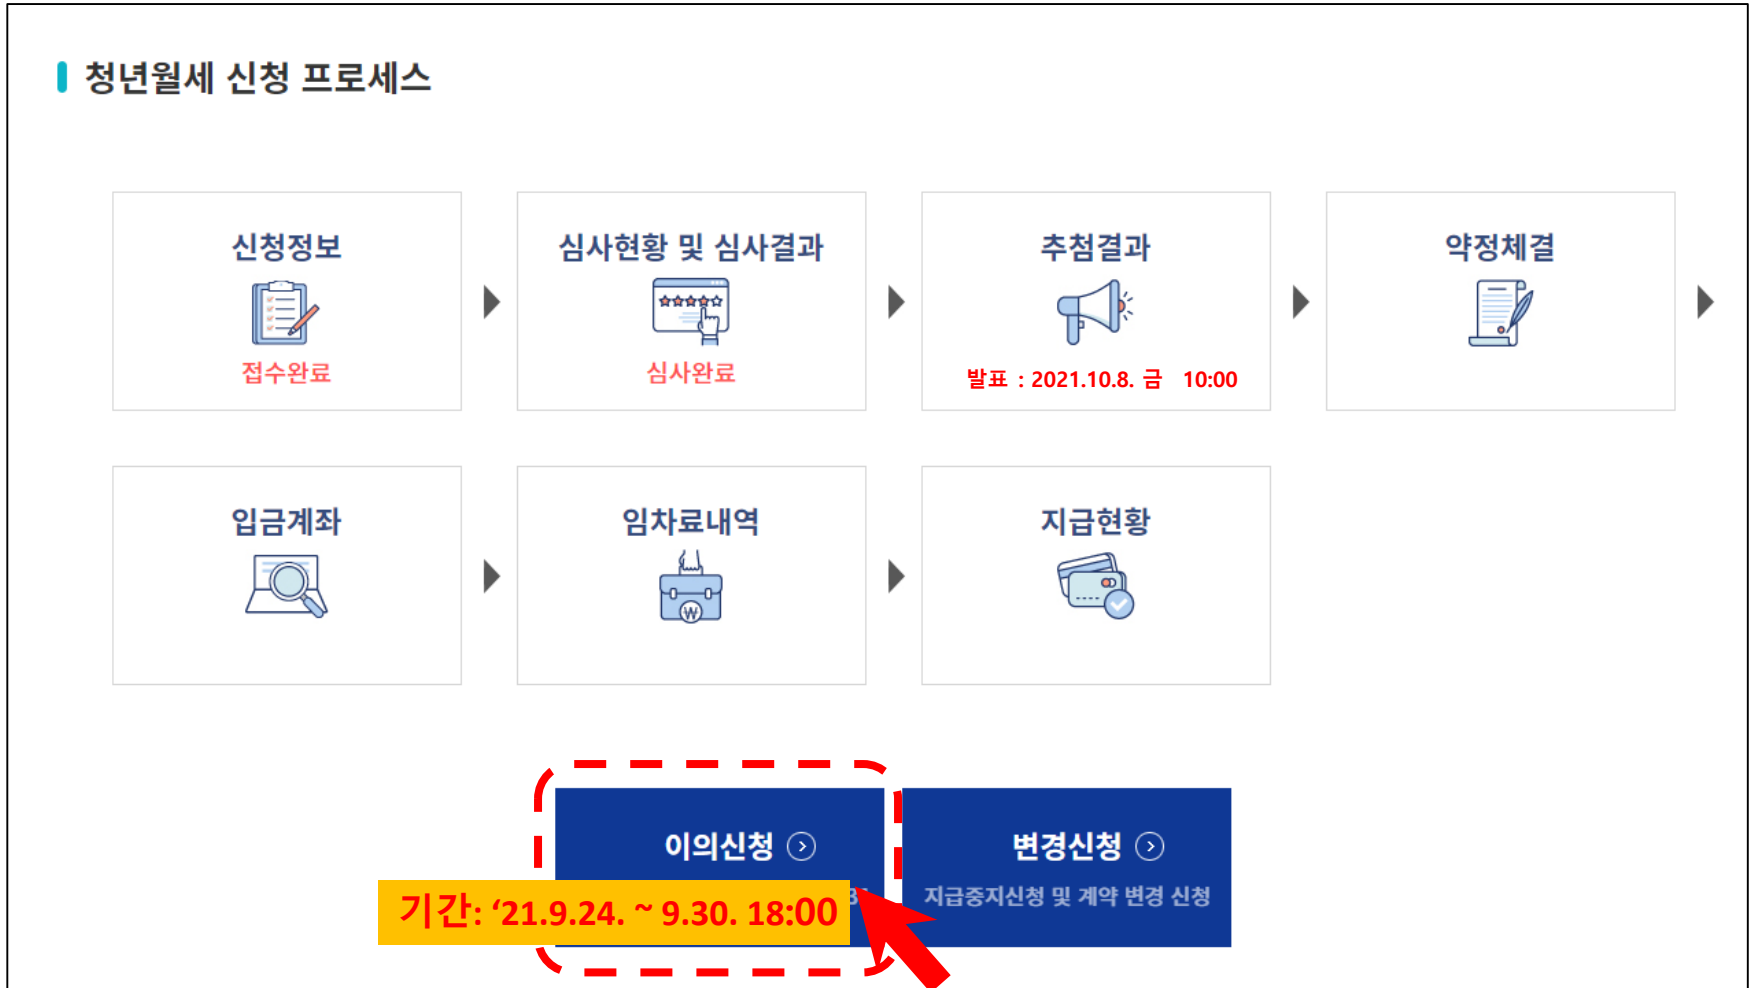 청년월세 신청 프로세스
신청정보
접수완료
심사현황 및 심사결과
심사완료
추첨결과
발표 : 2021.10.8. 금 10:00
약정체결
입금계좌
임차료내역
W
지급현황
이의신청
기간: ‘21.9.24. ~ 9.30. 18:00
변경신청
지급중지신청 및 계약 변경 신청